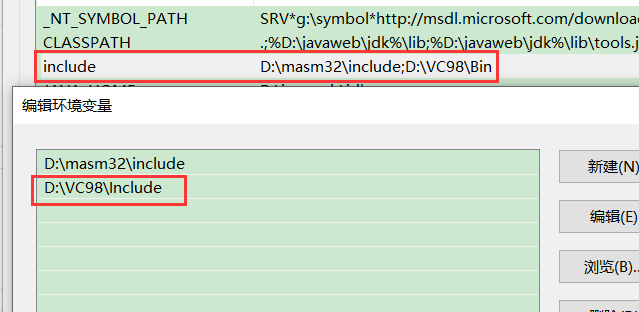 _NT_SYMBOL_PATH SRV*g:\symbol*http://msdl.microsoft.com/downloa
CLASSPATH .;%D:\javaweb\jdk%\lib;%D:\javaweb\jdk%\lib\tools.j
include D:\masm32\include;D:\VC98\Bin
编辑环境变量
D:\masm32\include
D:\VC98\Include
新建(N)
编辑(E)
浏览(B)...